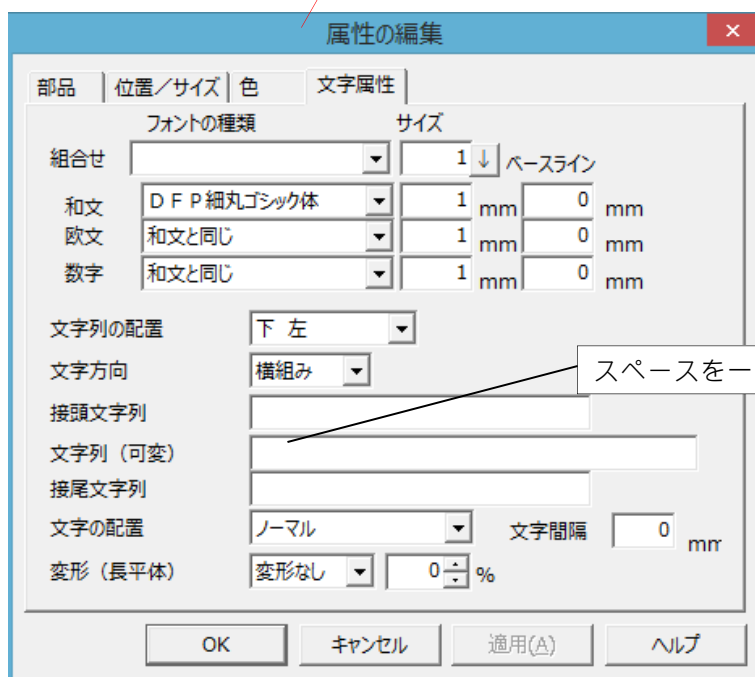 属性の編集
部品 位置／サイズ 色 文字属性
フォントの種類 サイズ
組合せ 1 ↓ ベースライン
和文 ＤＦＰ細丸ゴシック体 1 mm 0 mm
欧文 和文と同じ 1 mm 0 mm
数字 和文と同じ 1 mm 0 mm
文字列の配置 下 左
文字方向 横組み
スペースを一
接頭文字列
文字列（可変）
接尾文字列
文字の配置 ノーマル 文字間隔 0 mm
変形（長平体） 変形なし 0 %
OK キャンセル 適用(A) ヘルプ